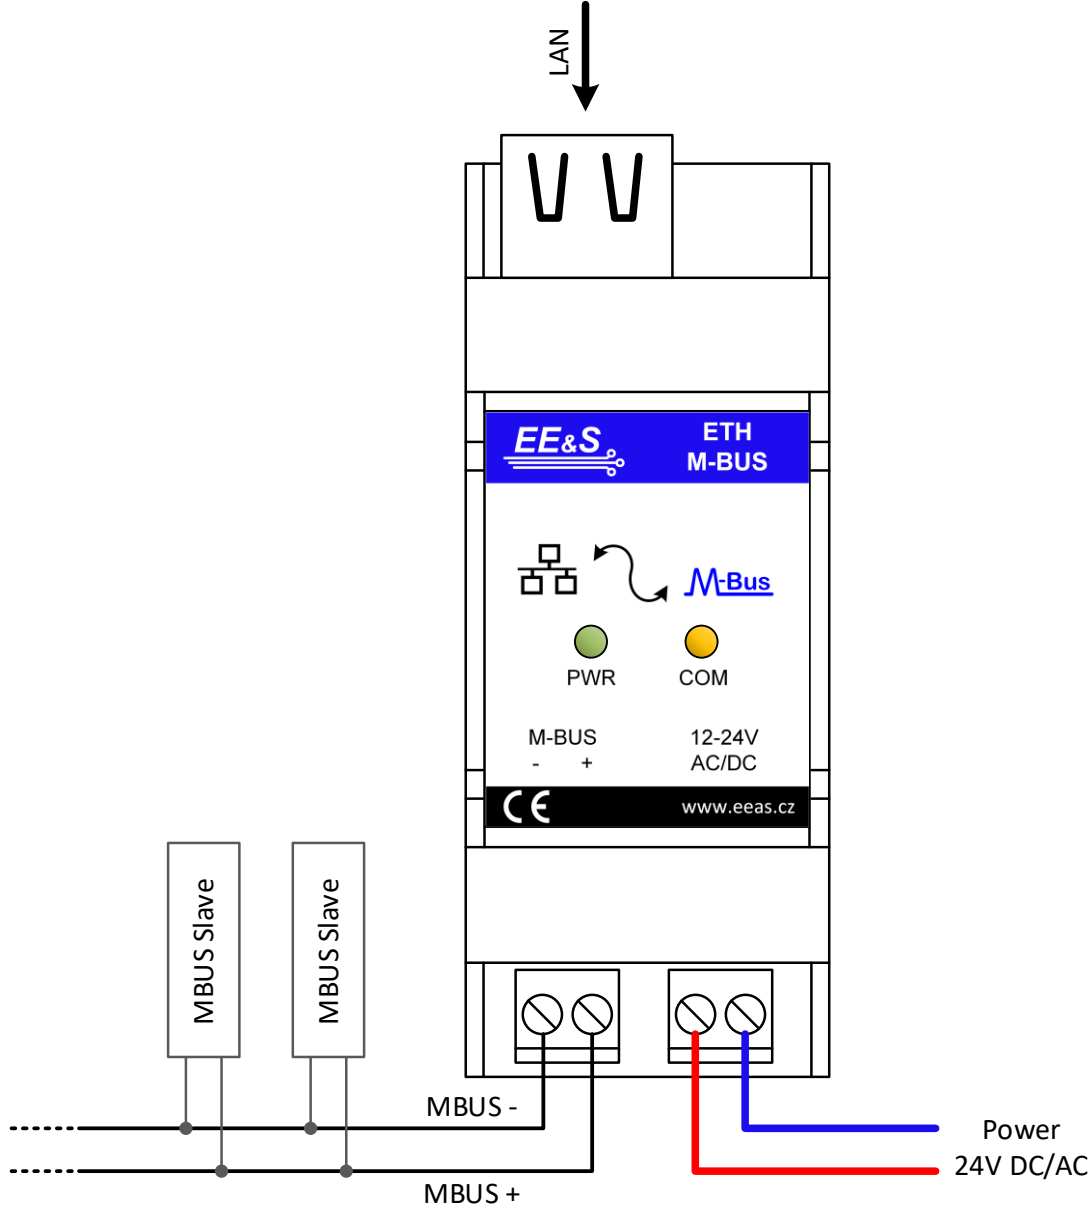 LAN
EE&S
ETH
M-BUS
M-Bus
PWR
COM
M-BUS
- +
12-24V
AC/DC
CE
www.eeas.cz
MBUS Slave
MBUS Slave
MBUS -
MBUS +
Power
24V DC/AC